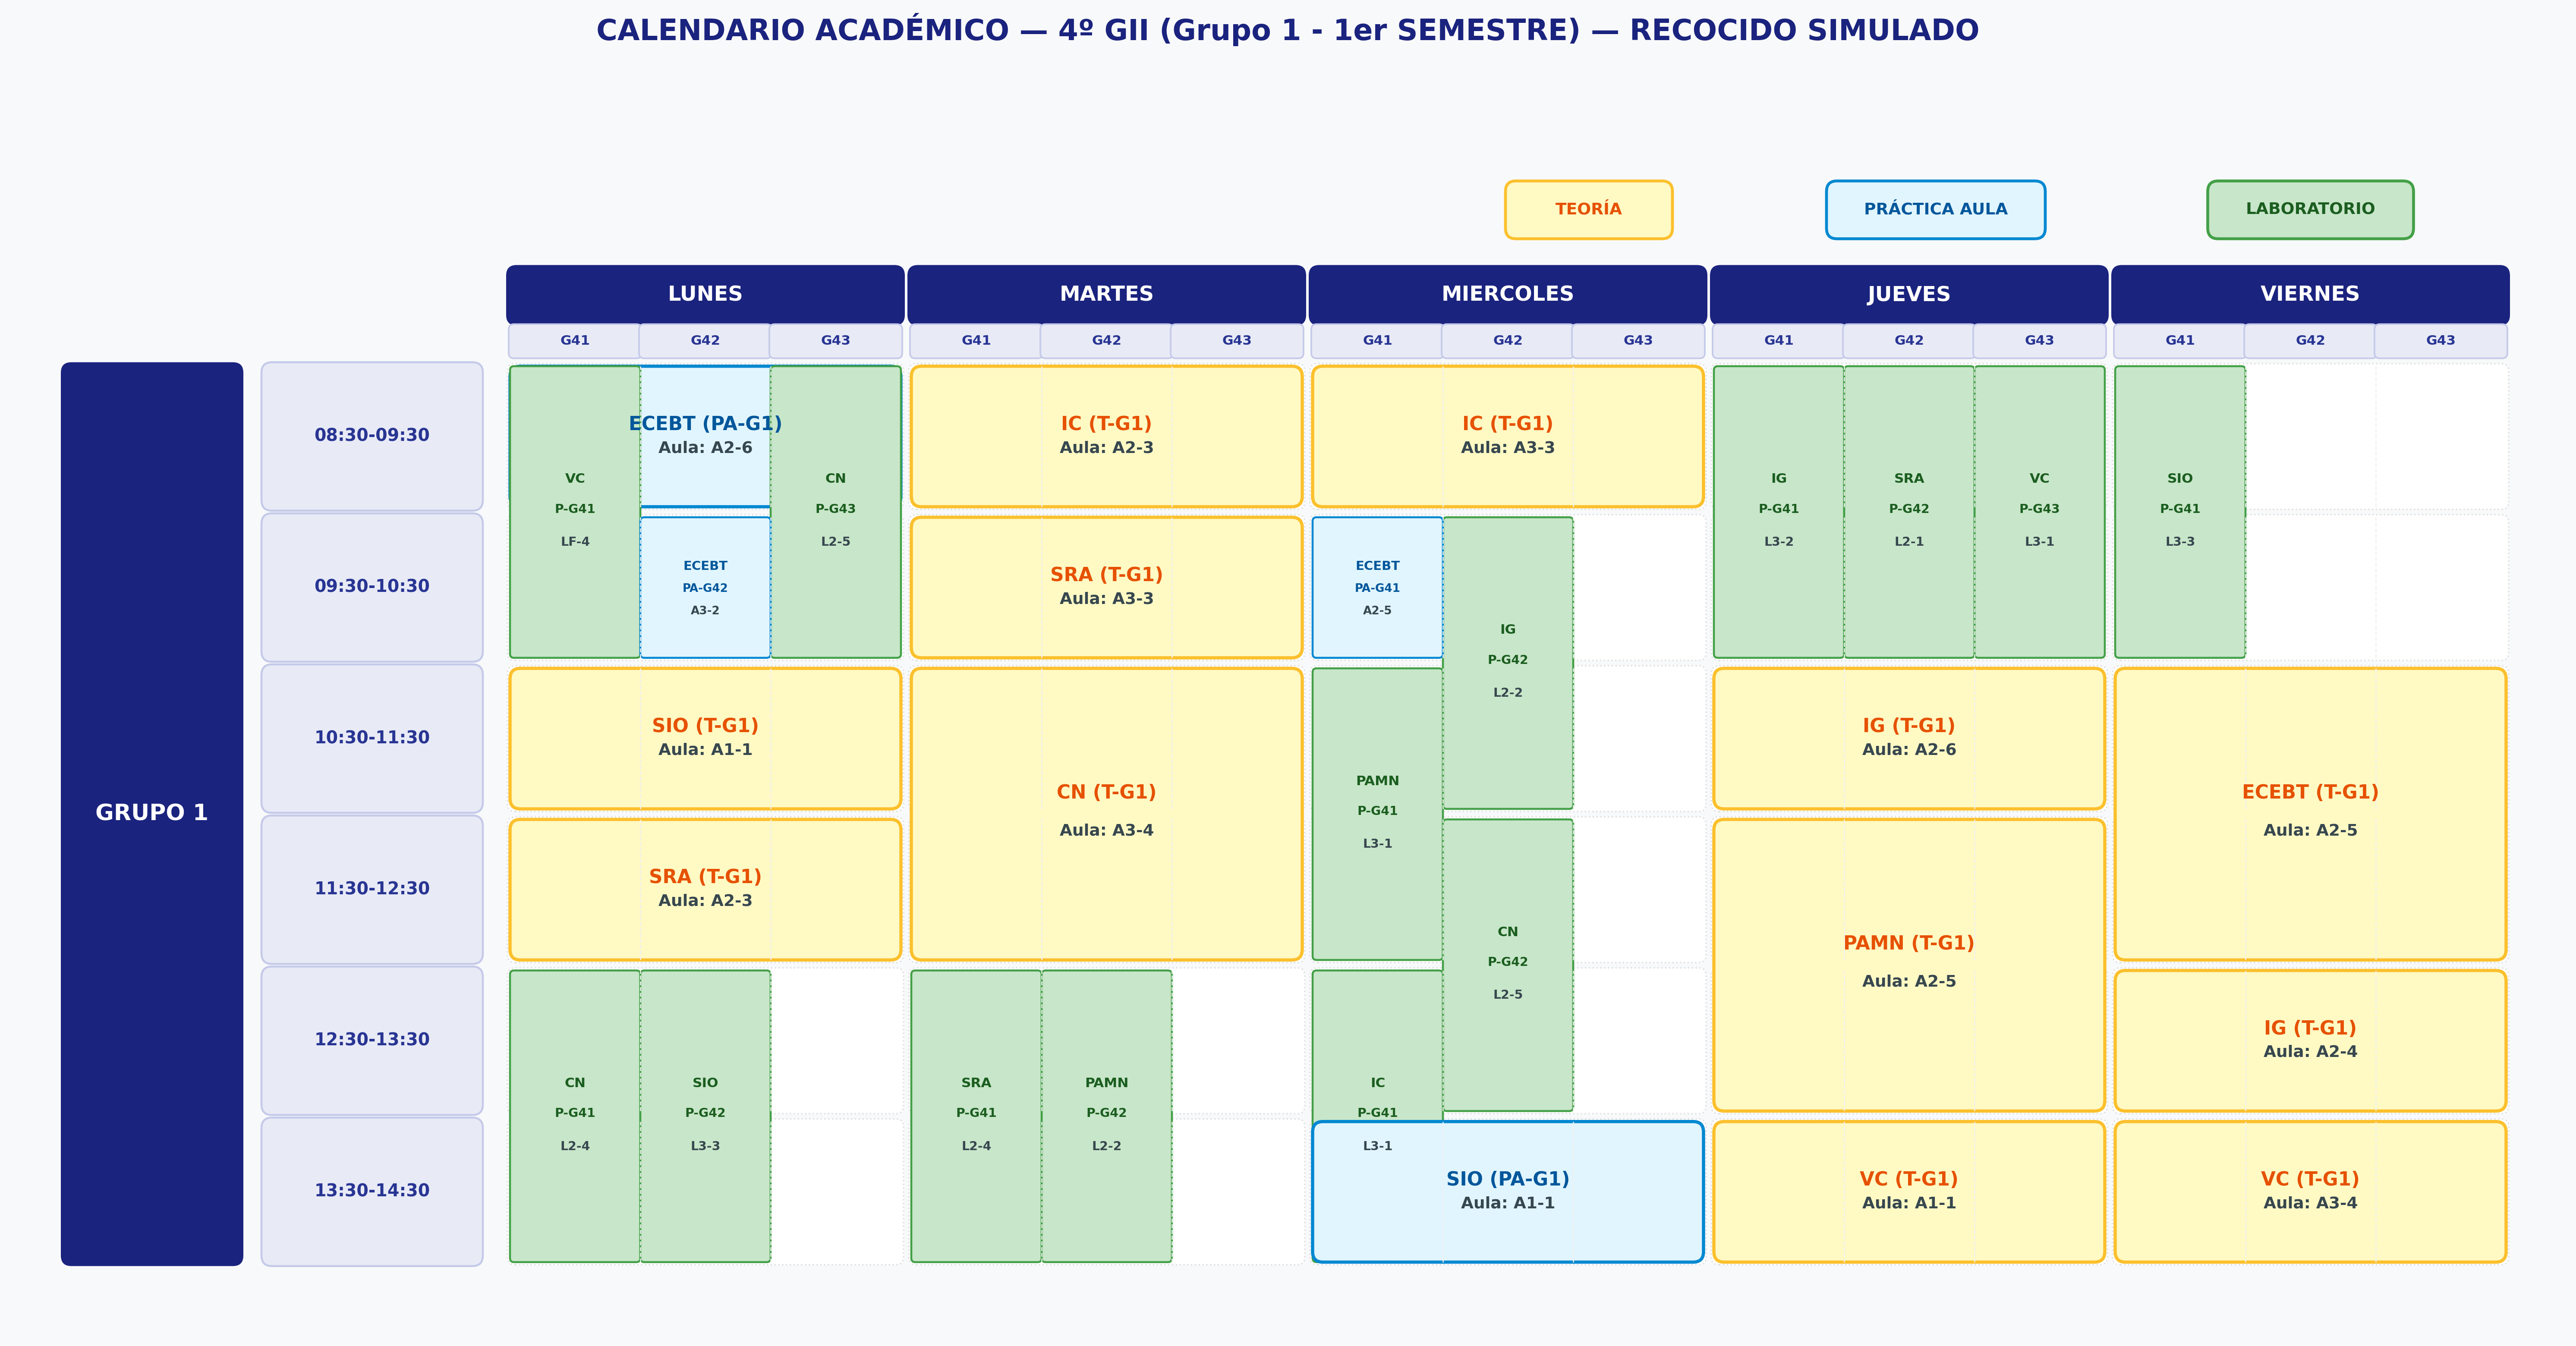 CALENDARIO ACADÉMICO — 4º GII (Grupo 1 - 1er SEMESTRE) — RECOCIDO SIMULADO
TEORÍA
PRÁCTICA AULA
LABORATORIO
LUNES
MARTES
MIERCOLES
JUEVES
VIERNES
G41
G42
G43
G41
G42
G43
G41
G42
G43
G41
G42
G43
G41
G42
G43
GRUPO 1
08:30-09:30
09:30-10:30
10:30-11:30
11:30-12:30
12:30-13:30
13:30-14:30
VC
P-G41
LF-4
ECEBT (PA-G1)
Aula: A2-6
CN
P-G43
L2-5
ECEBT
PA-G42
A3-2
SIO (T-G1)
Aula: A1-1
SRA (T-G1)
Aula: A2-3
CN
P-G41
L2-4
SIO
P-G42
L3-3
IC (T-G1)
Aula: A2-3
SRA (T-G1)
Aula: A3-3
CN (T-G1)
Aula: A3-4
SRA
P-G41
L2-4
PAMN
P-G42
L2-2
IC (T-G1)
Aula: A3-3
ECEBT
PA-G41
A2-5
IG
P-G42
L2-2
PAMN
P-G41
L3-1
CN
P-G42
L2-5
IC
P-G41
L3-1
SIO (PA-G1)
Aula: A1-1
IG
P-G41
L3-2
SRA
P-G42
L2-1
VC
P-G43
L3-1
IG (T-G1)
Aula: A2-6
PAMN (T-G1)
Aula: A2-5
VC (T-G1)
Aula: A1-1
SIO
P-G41
L3-3
ECEBT (T-G1)
Aula: A2-5
IG (T-G1)
Aula: A2-4
VC (T-G1)
Aula: A3-4